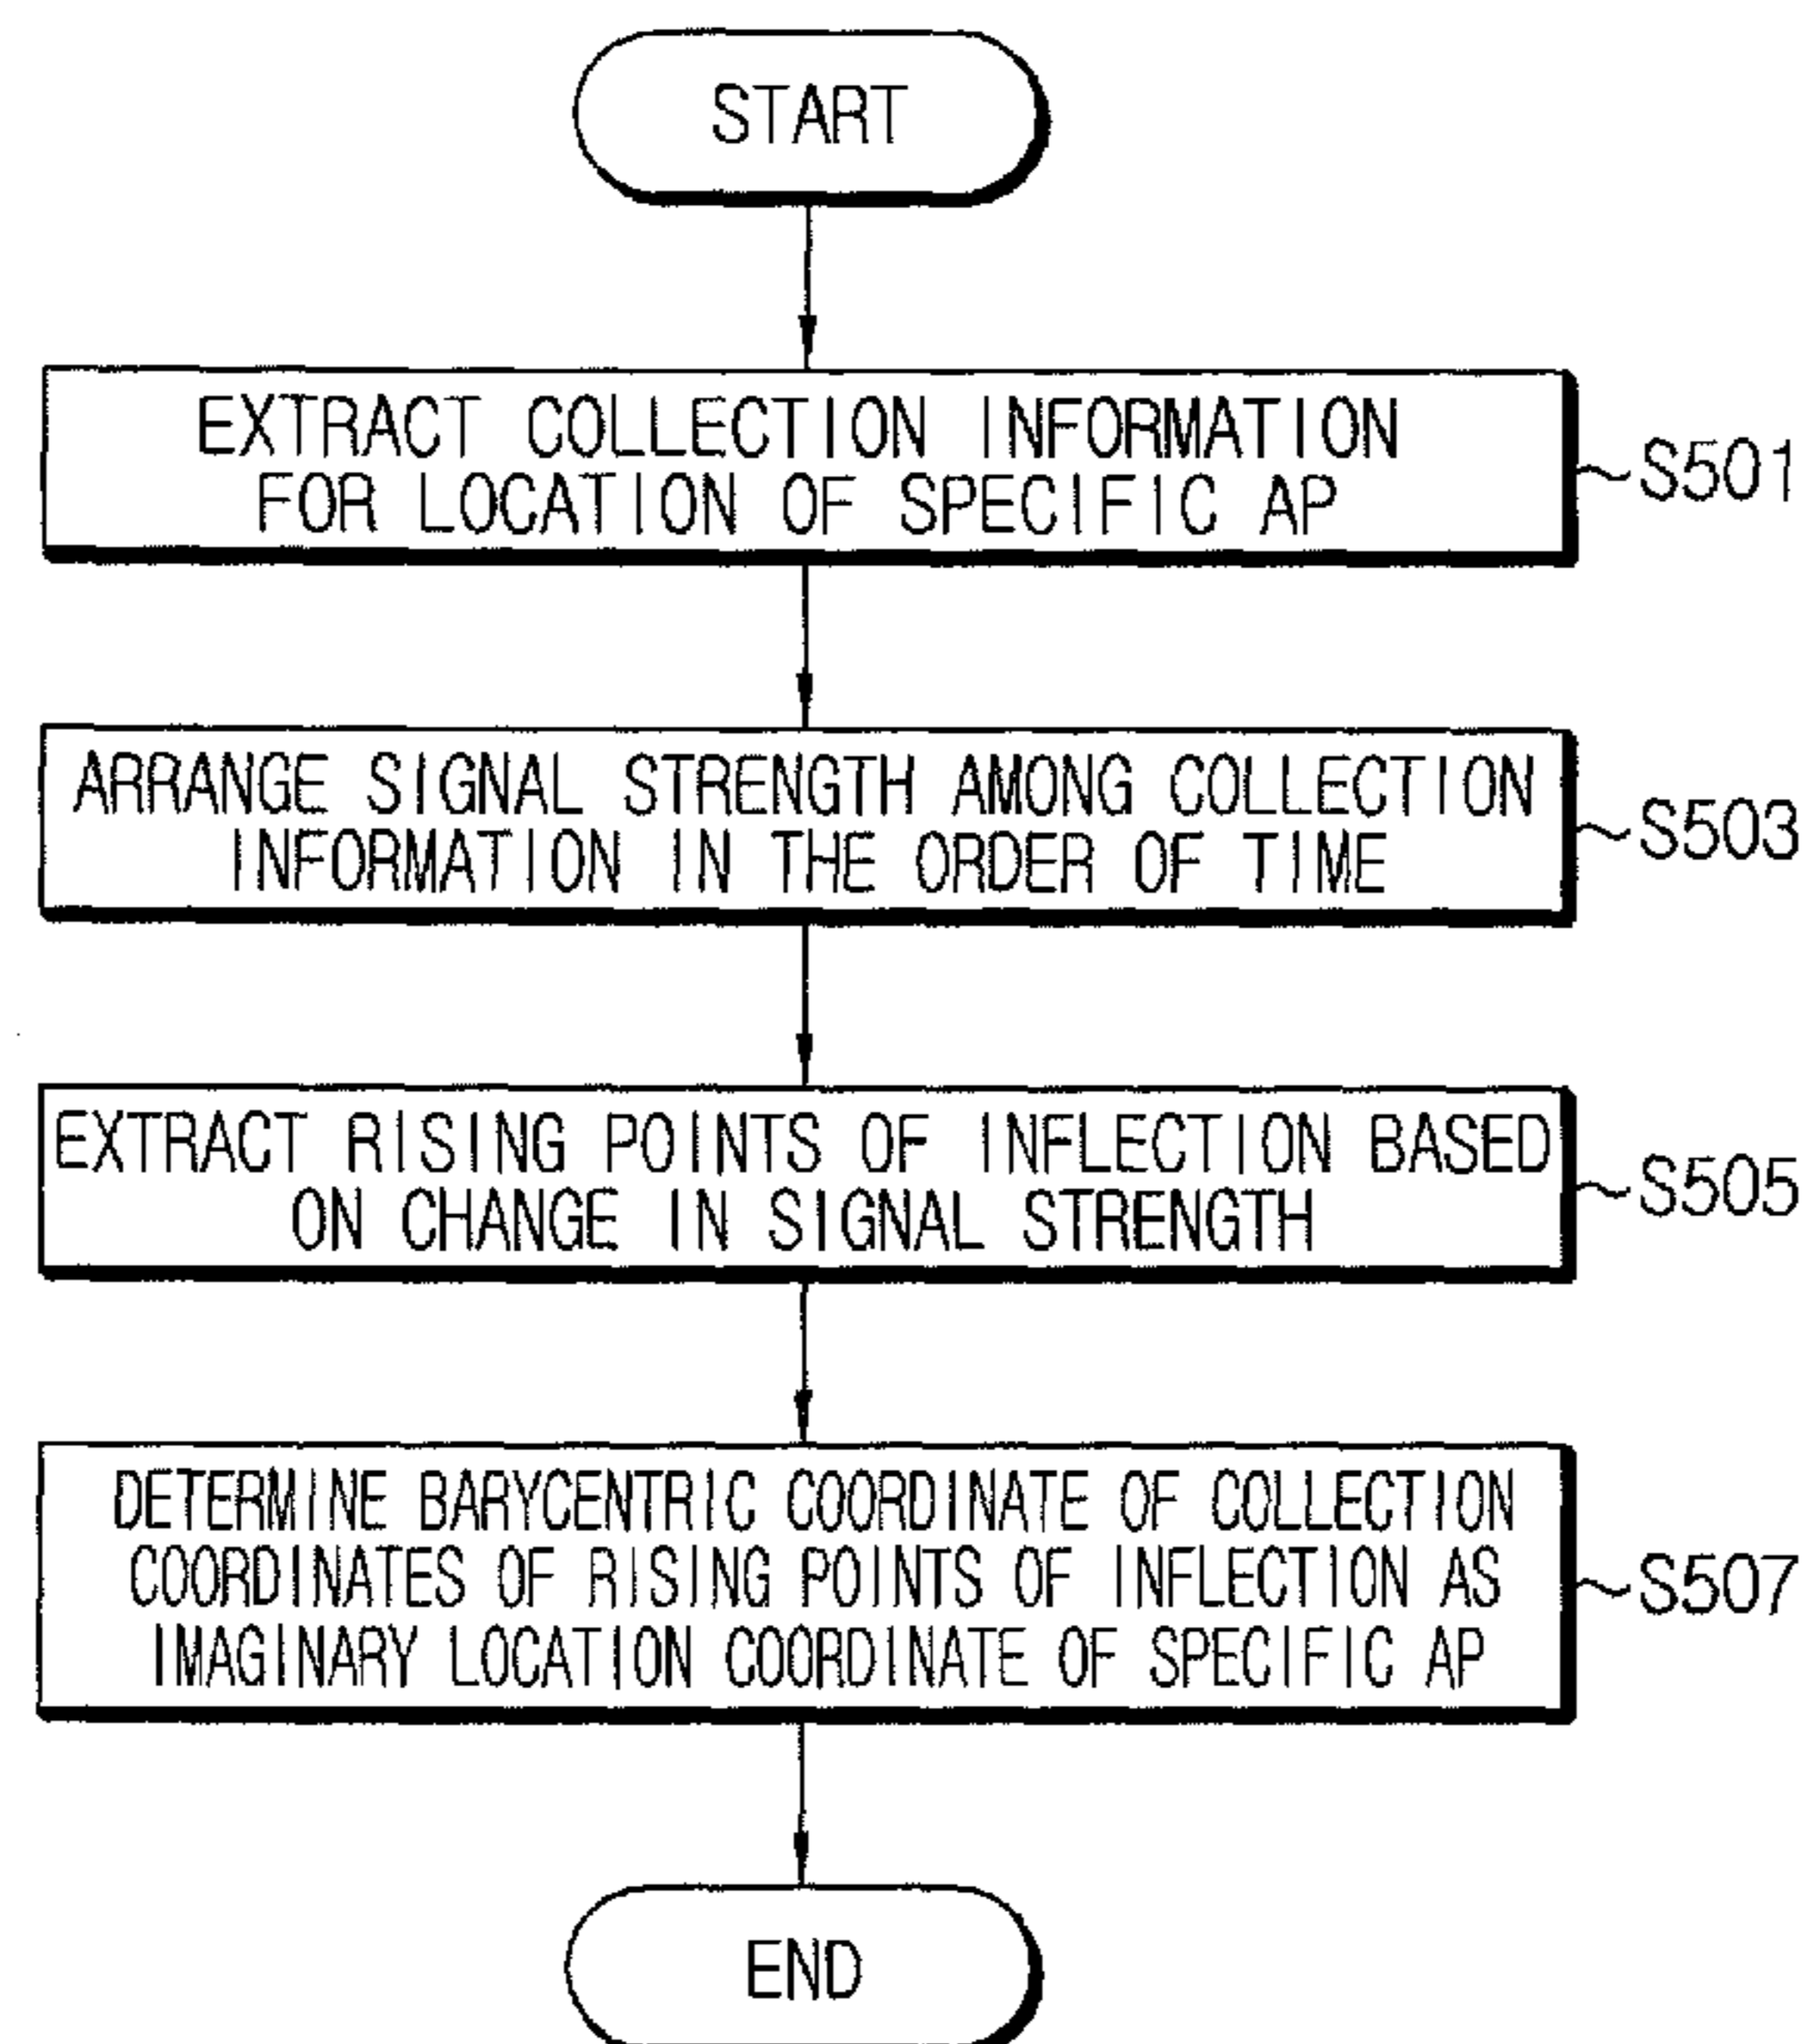 START
EXTRACT COLLECTION INFORMATION
FOR LOCATION OF SPECIFIC AP
S501
ARRANGE SIGNAL STRENGTH AMONG COLLECTION
INFORMATION IN THE ORDER OF TIME
S503
EXTRACT RISING POINTS OF INFLECTION BASED
ON CHANGE IN SIGNAL STRENGTH
S505
DETERMINE BARYCENTRIC COORDINATE OF COLLECTION
COORDINATES OF RISING POINTS OF INFLECTION AS
IMAGINARY LOCATION COORDINATE OF SPECIFIC AP
S507
END